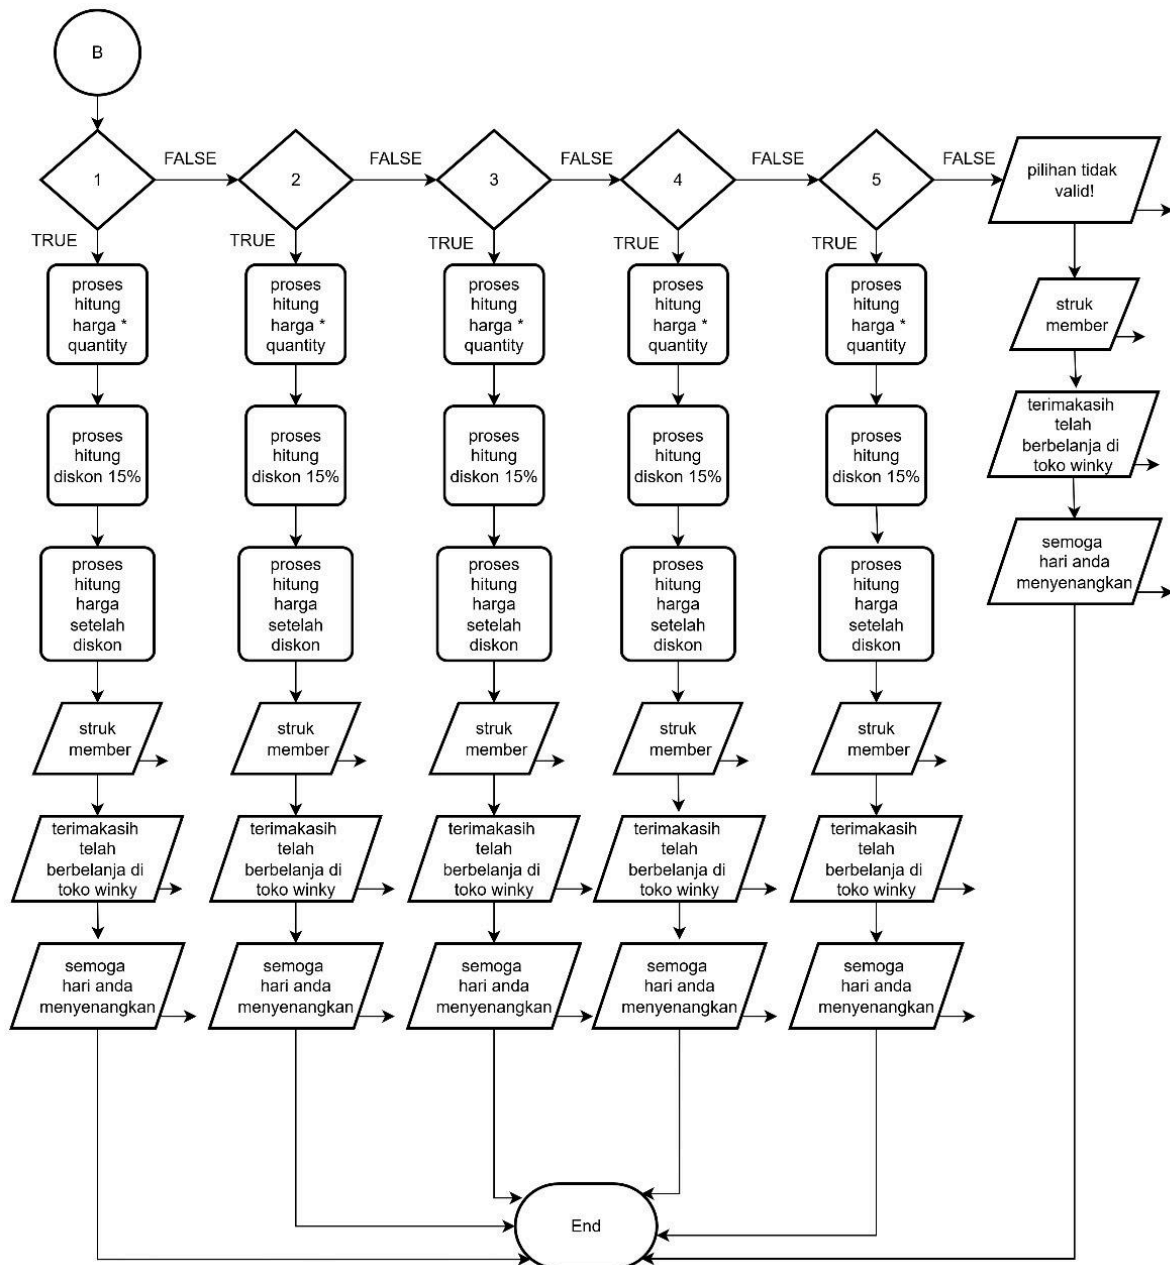 B
1
FALSE
2
FALSE
3
FALSE
4
FALSE
5
FALSE
pilihan tidak
valid!
TRUE
TRUE
TRUE
TRUE
TRUE
proses
hitung
harga *
quantity
proses
hitung
harga *
quantity
proses
hitung
harga *
quantity
proses
hitung
harga *
quantity
proses
hitung
harga *
quantity
struk
member
proses
hitung
diskon 15%
proses
hitung
diskon 15%
proses
hitung
diskon 15%
proses
hitung
diskon 15%
proses
hitung
diskon 15%
terimakasih
telah
berbelanja di
toko winky
proses
hitung
harga
setelah
diskon
proses
hitung
harga
setelah
diskon
proses
hitung
harga
setelah
diskon
proses
hitung
harga
setelah
diskon
proses
hitung
harga
setelah
diskon
semoga
hari anda
menyenangkan
struk
member
struk
member
struk
member
struk
member
struk
member
terimakasih
telah
berbelanja di
toko winky
terimakasih
telah
berbelanja di
toko winky
terimakasih
telah
berbelanja di
toko winky
terimakasih
telah
berbelanja di
toko winky
terimakasih
telah
berbelanja di
toko winky
semoga
hari anda
menyenangkan
semoga
hari anda
menyenangkan
semoga
hari anda
menyenangkan
semoga
hari anda
menyenangkan
semoga
hari anda
menyenangkan
End